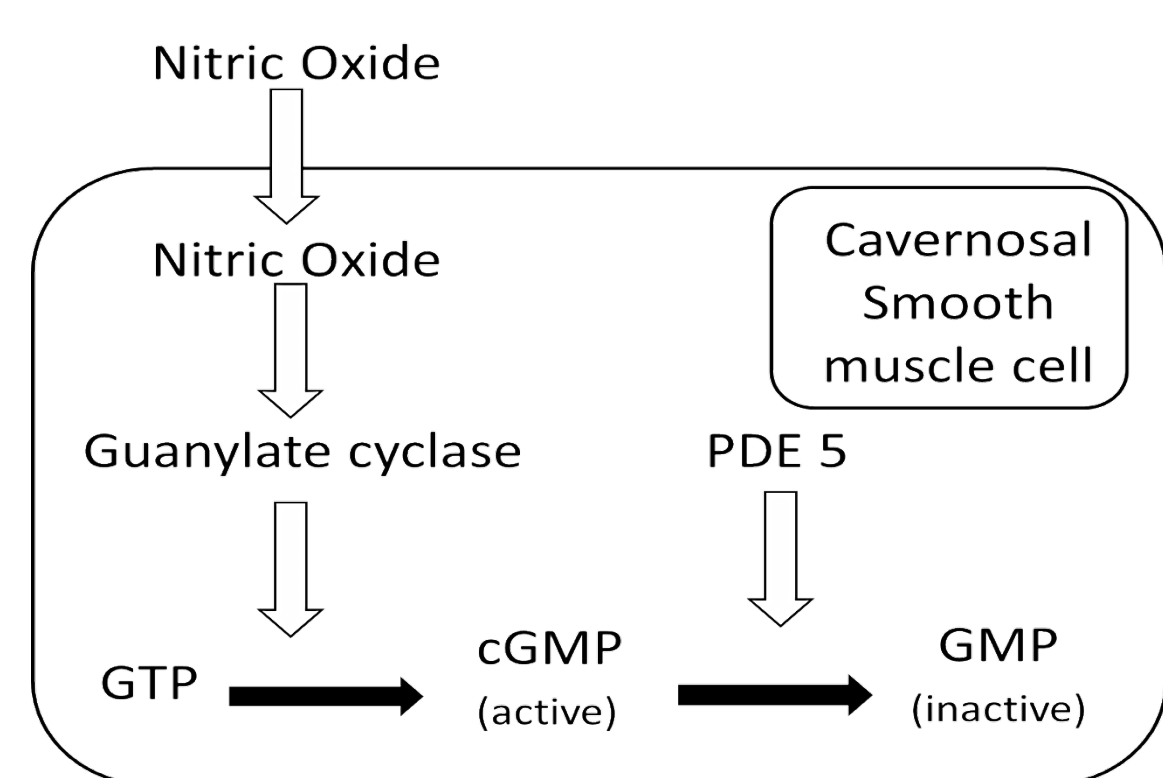 Nitric Oxide
Nitric Oxide
Cavernosal
Smooth
muscle cell
Guanylate cyclase
PDE 5
GTP
cGMP
(active)
GMP
(inactive)